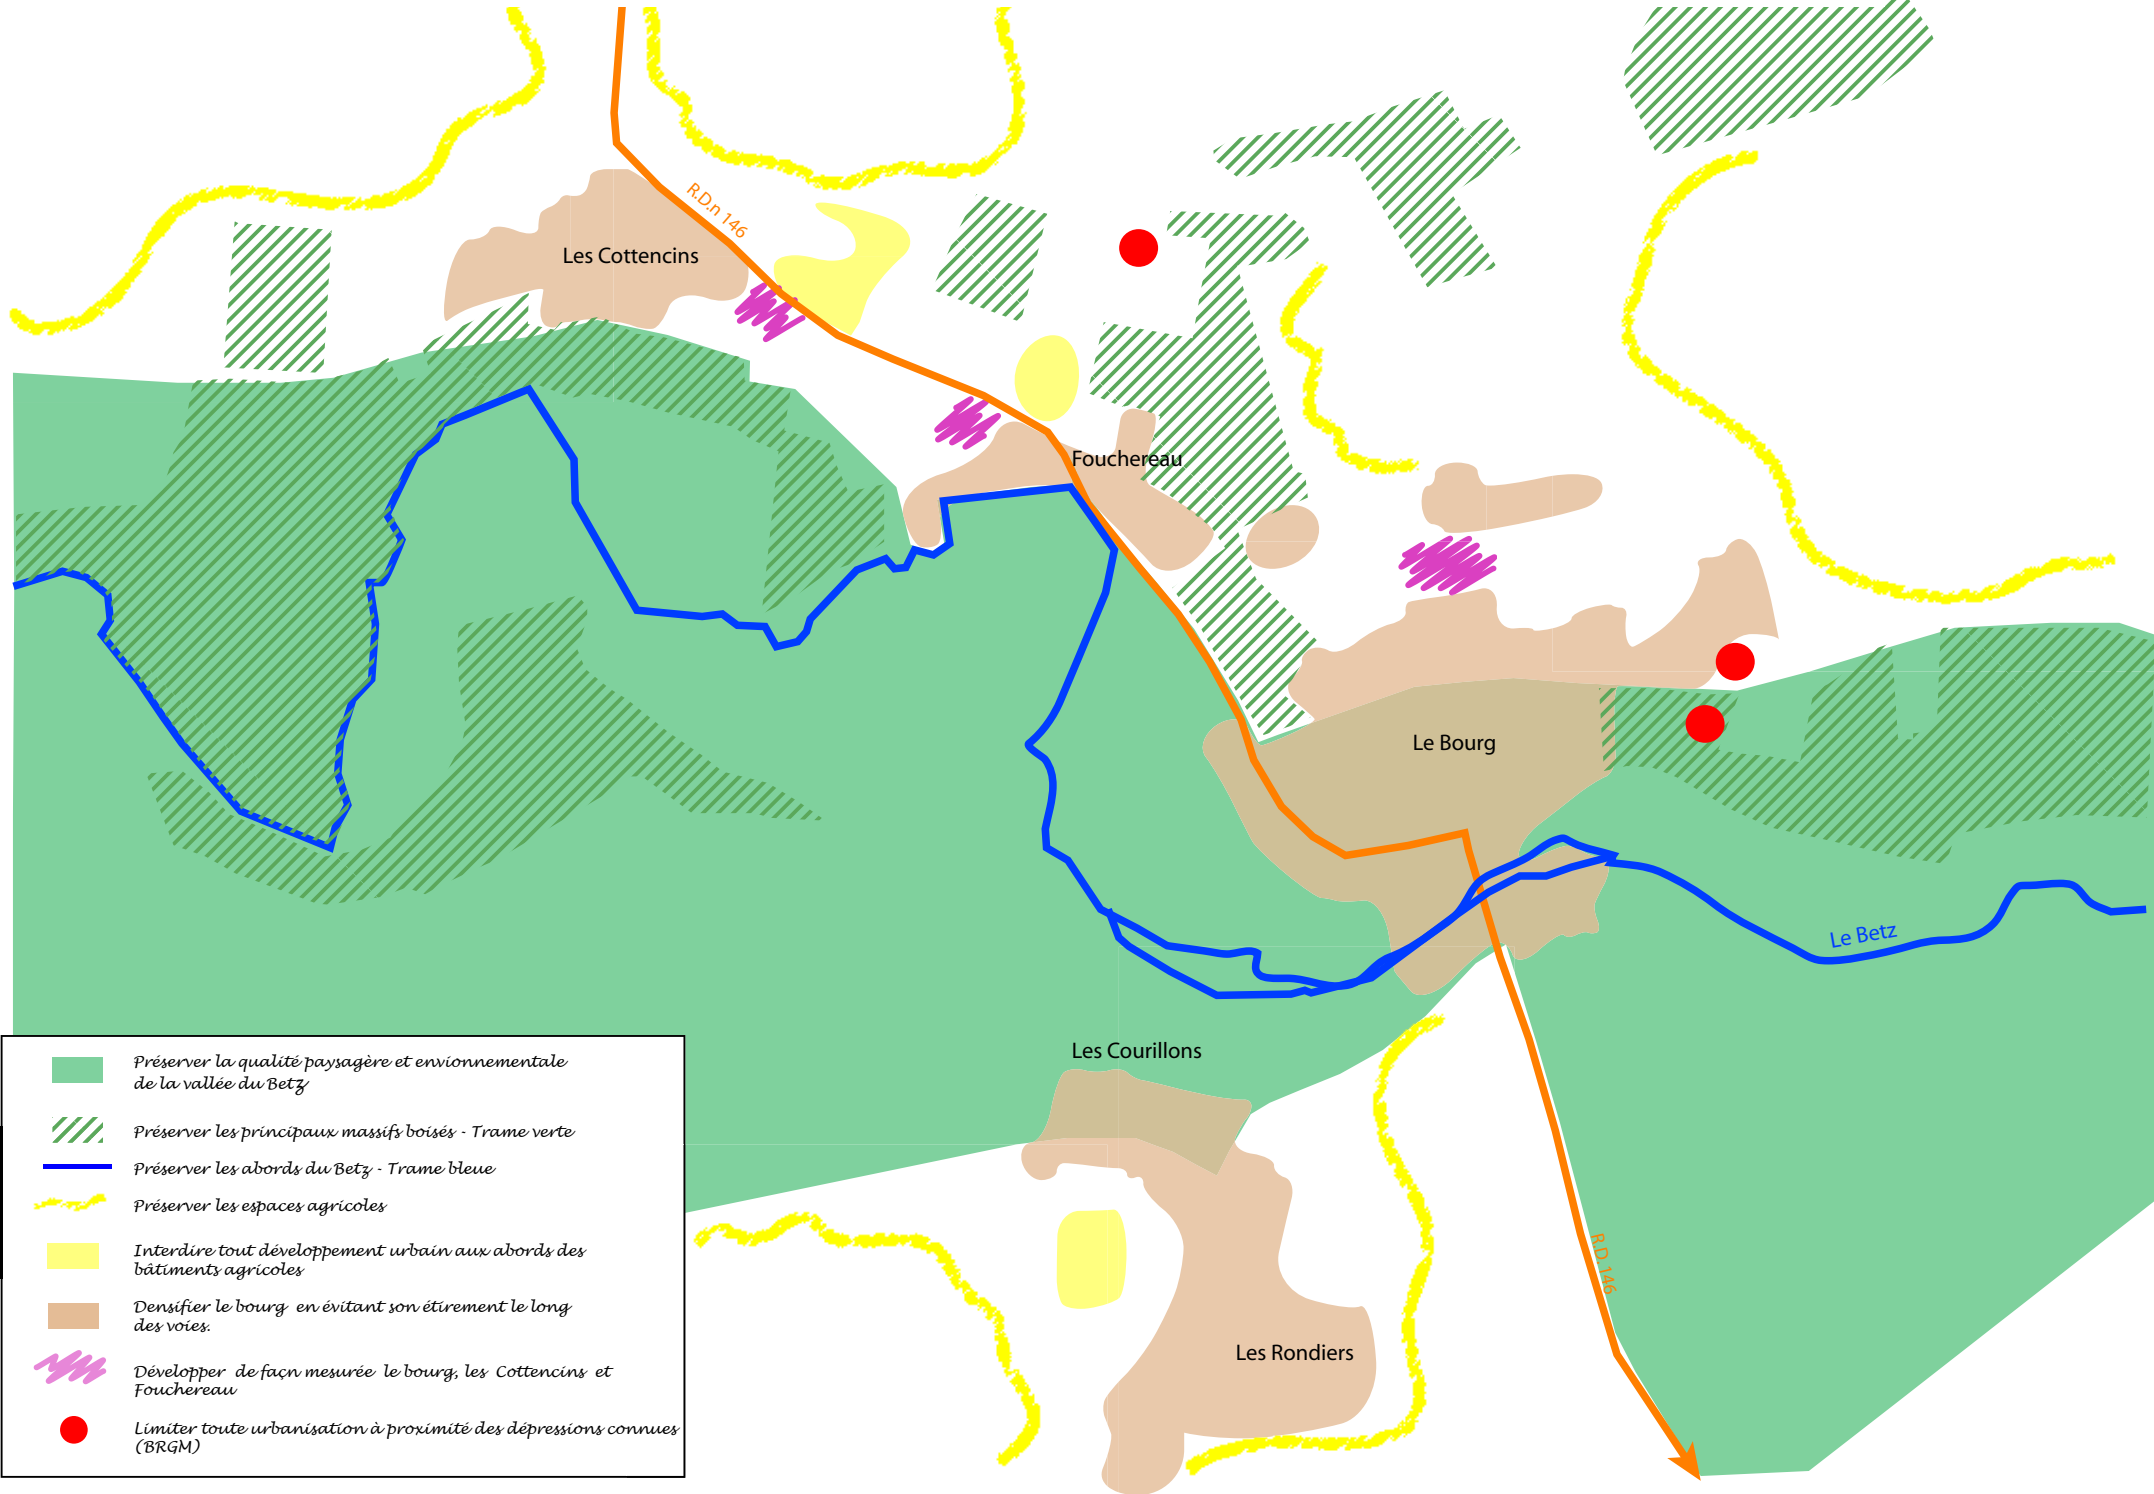 R.D.n 146
Les Cottencins
Fouchereau
Le Bourg
Le Betz
Les Courillons
R.D.146
Les Rondiers
Préserver la qualité paysagère et envionnementale
de la vallée du Betz
Préserver les principaux massifs boisés - Trame verte
Préserver les abords du Betz - Trame bleue
Préserver les espaces agricoles
Interdire tout développement urbain aux abords des
bâtiments agricoles
Densifier le bourg en évitant son étirement le long
des voies.
Développer de façn mesurée le bourg, les Cottencins et
Fouchereau
Limiter toute urbanisation à proximité des dépressions connues
(BRGM)